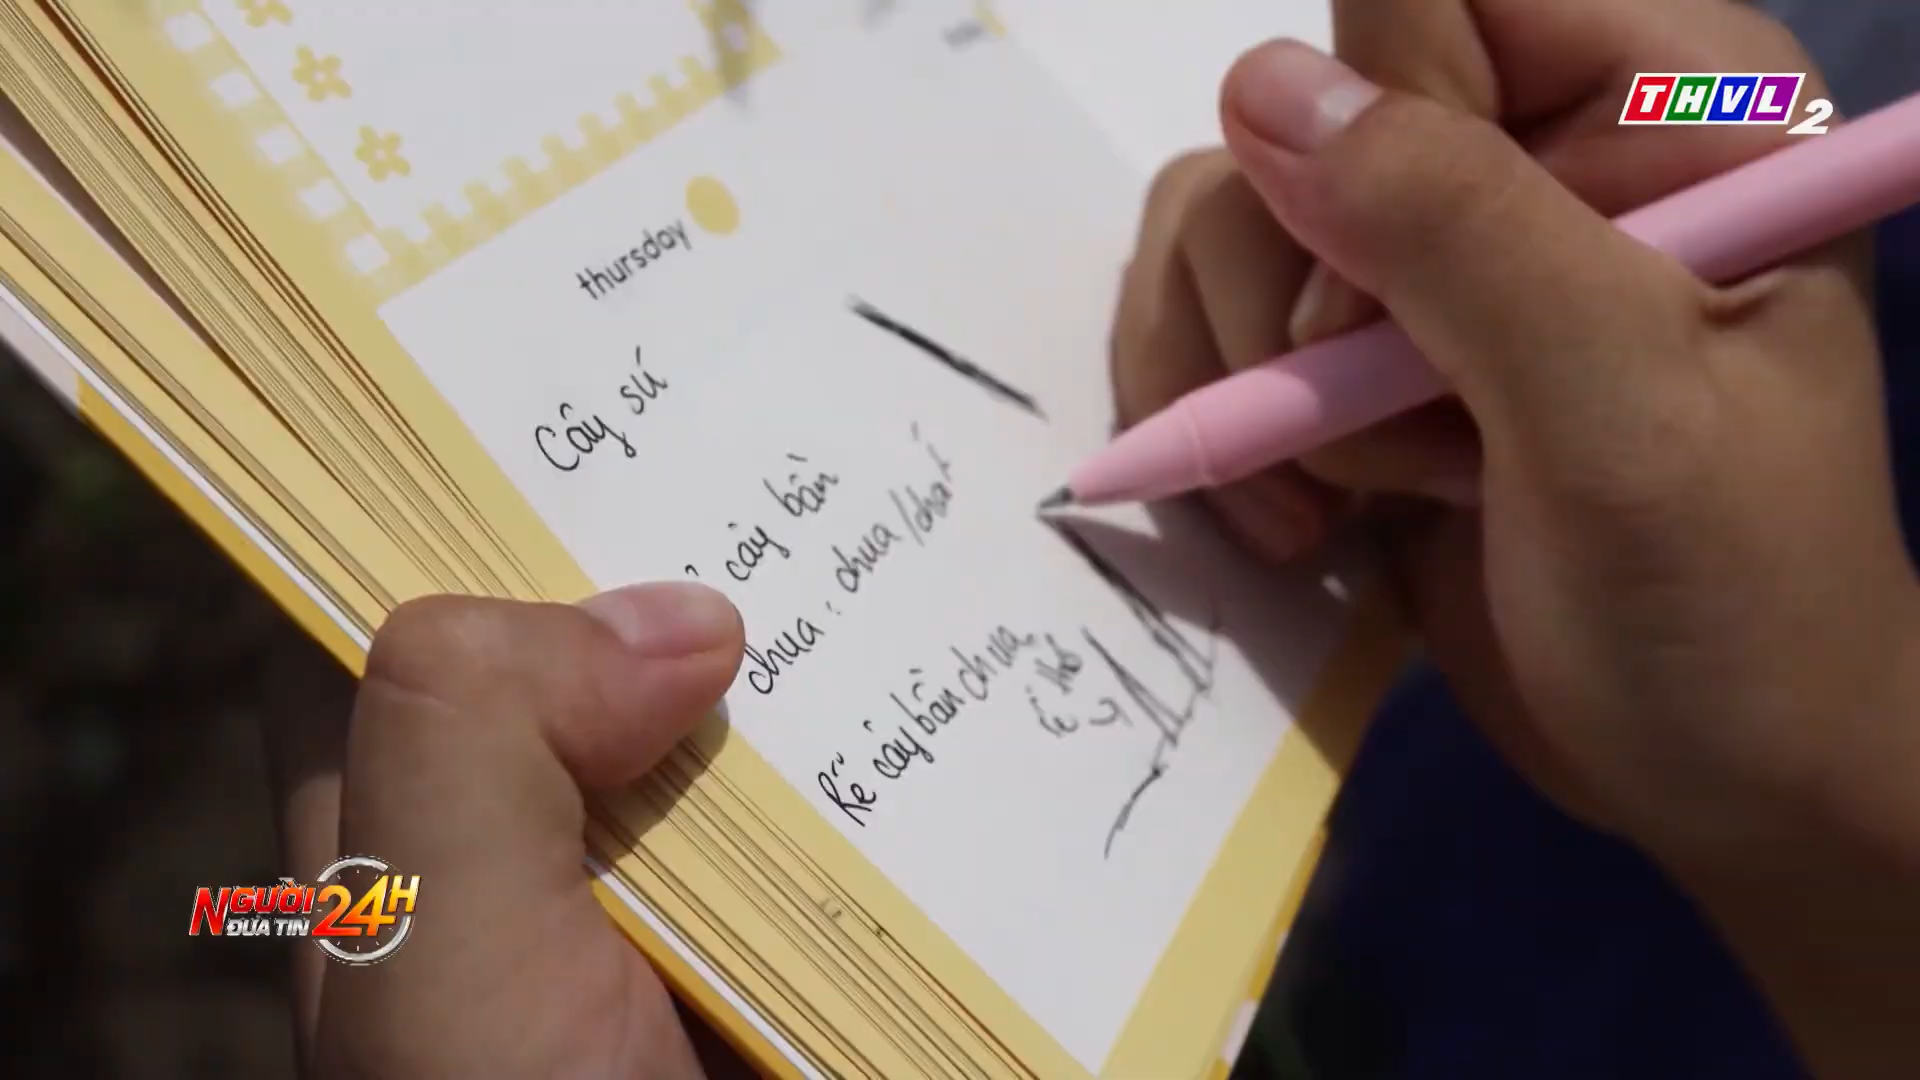 THVL2
thursday
Cây sú
cây bần
chua: chua/chát
Rễ cây bần chua
NGƯỜI
ĐƯA TIN 24H